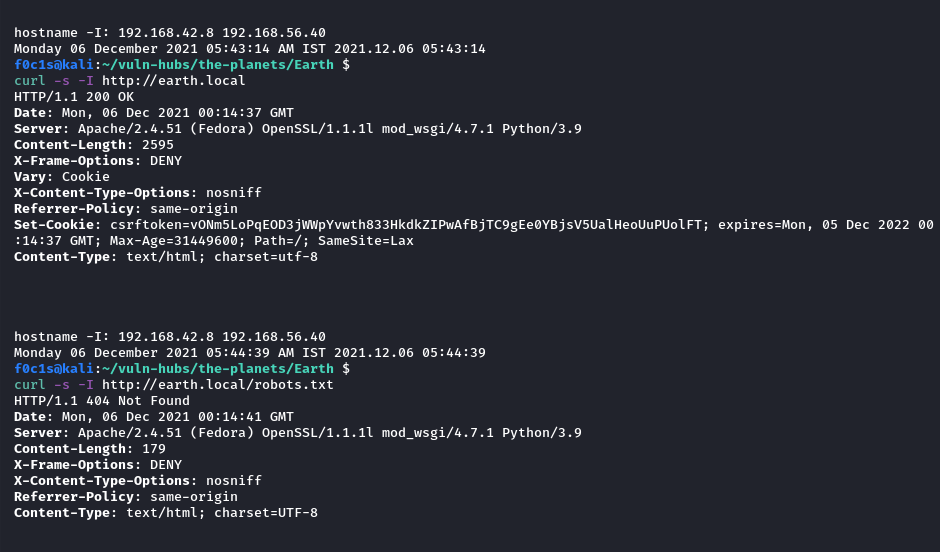 hostname -I: 192.168.42.8 192.168.56.40
Monday 06 December 2021 05:43:14 AM IST 2021.12.06 05:43:14
f0c1s@kali:~/vuln-hubs/the-planets/Earth $
curl -s -I http://earth.local
HTTP/1.1 200 OK
Date: Mon, 06 Dec 2021 00:14:37 GMT
Server: Apache/2.4.51 (Fedora) OpenSSL/1.1.1l mod_wsgi/4.7.1 Python/3.9
Content-Length: 2595
X-Frame-Options: DENY
Vary: Cookie
X-Content-Type-Options: nosniff
Referrer-Policy: same-origin
Set-Cookie: csrftoken=vONm5LoPqEOD3jWWpYvwth833HkdkZIPwAfBjTC9gEe0YBjsV5UalHeoUuPUolFT; expires=Mon, 05 Dec 2022 00
:14:37 GMT; Max-Age=31449600; Path=/; SameSite=Lax
Content-Type: text/html; charset=utf-8
hostname -I: 192.168.42.8 192.168.56.40
Monday 06 December 2021 05:44:39 AM IST 2021.12.06 05:44:39
f0c1s@kali:~/vuln-hubs/the-planets/Earth $
curl -s -I http://earth.local/robots.txt
HTTP/1.1 404 Not Found
Date: Mon, 06 Dec 2021 00:14:41 GMT
Server: Apache/2.4.51 (Fedora) OpenSSL/1.1.1l mod_wsgi/4.7.1 Python/3.9
Content-Length: 179
X-Frame-Options: DENY
X-Content-Type-Options: nosniff
Referrer-Policy: same-origin
Content-Type: text/html; charset=UTF-8